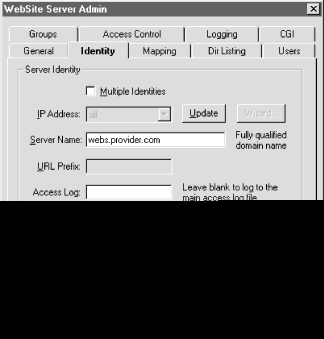 WebSite Server Admin
Groups Access Control Logging CGI
General Identity Mapping Dir Listing Users
Server Identity
Multiple Identities
IP Address: all Update Wizard...
Server Name: webs.provider.com Fully qualified
domain name
URL Prefix:
Access Log: Leave blank to log to the
main access log file